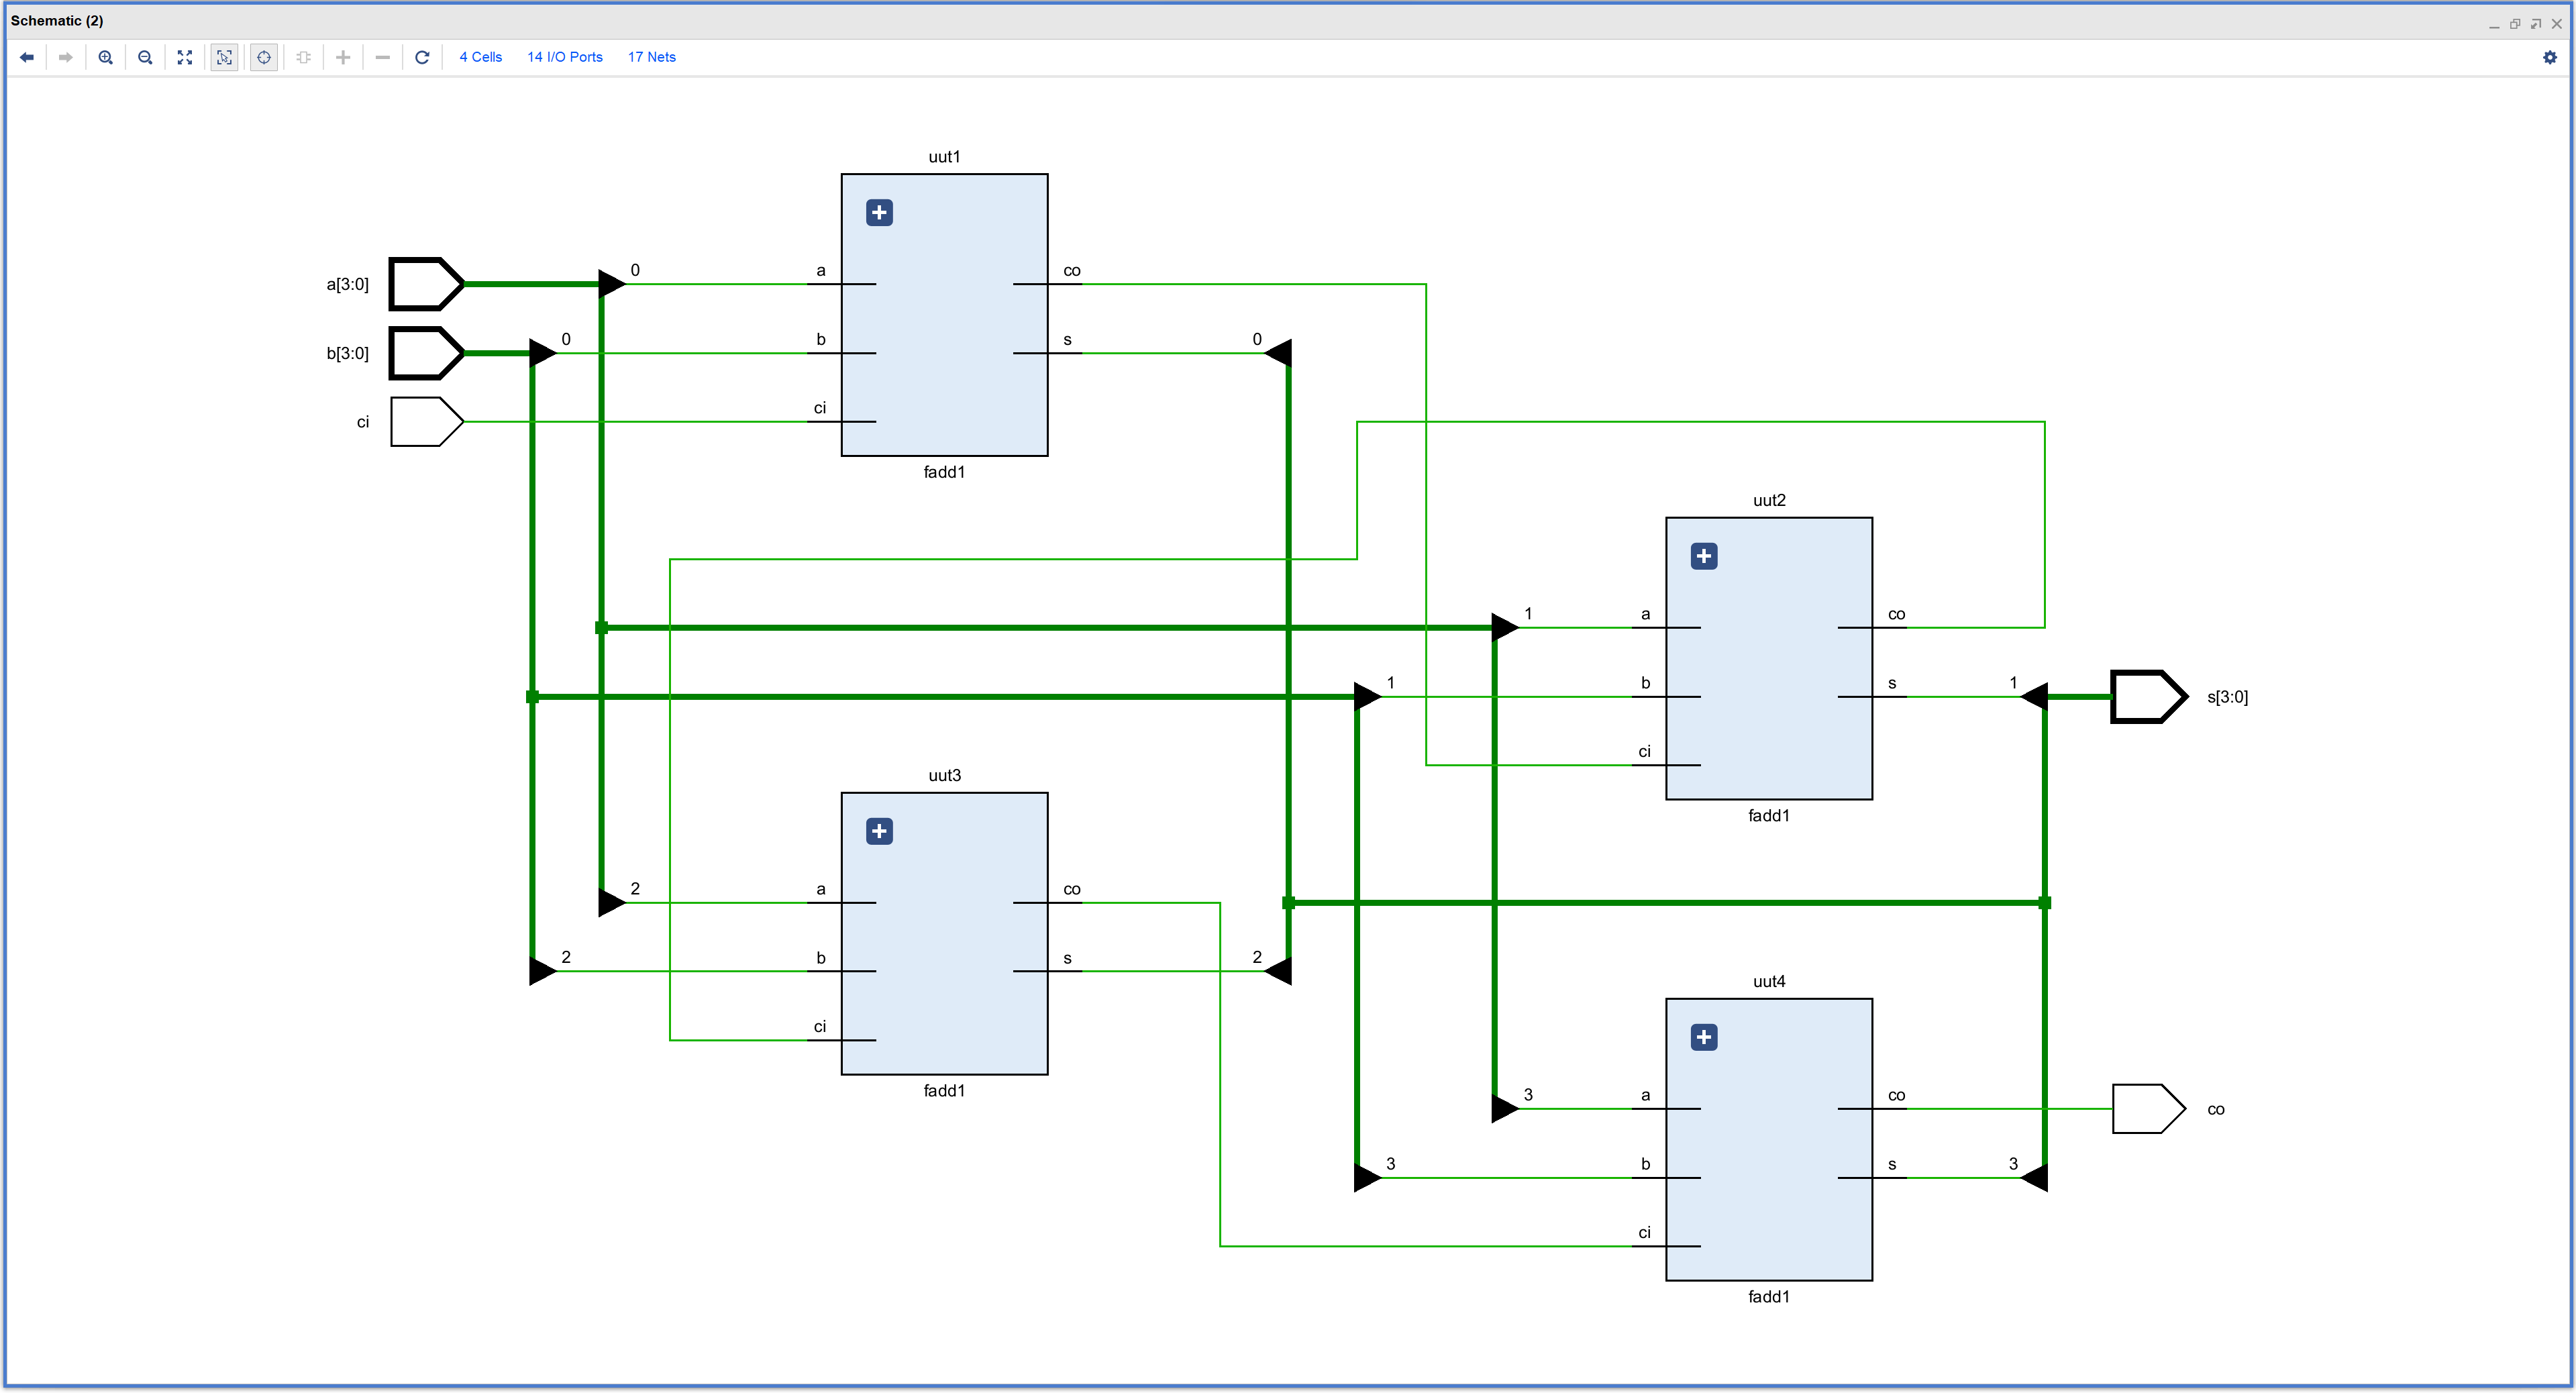 Schematic (2)
4 Cells 14 I/O Ports 17 Nets
uut1
a[3:0] 0 a co
b[3:0] 0 b s 0
ci ci
fadd1
uut2
1 a co
1 b s 1 s[3:0]
ci
fadd1
uut3
2 a co
2 b s 2
ci
fadd1
uut4
3 a co co
3 b s 3
ci
fadd1